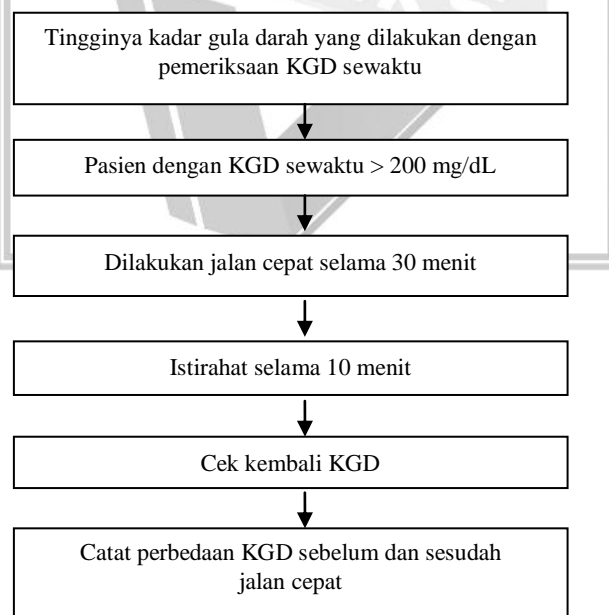 Tingginya kadar gula darah yang dilakukan dengan
pemeriksaan KGD sewaktu
Pasien dengan KGD sewaktu > 200 mg/dL
Dilakukan jalan cepat selama 30 menit
Istirahat selama 10 menit
Cek kembali KGD
Catat perbedaan KGD sebelum dan sesudah
jalan cepat